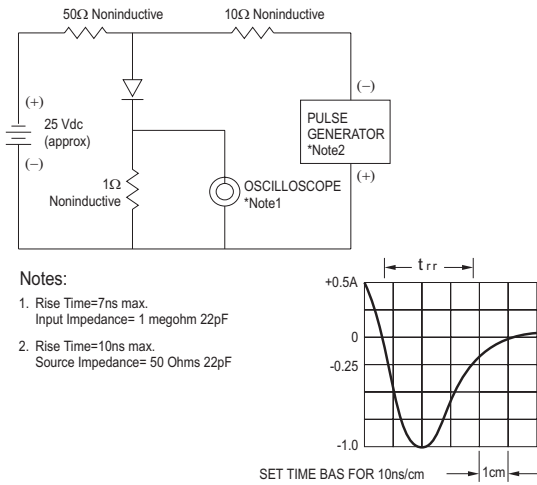 50Ω Noninductive
10Ω Noninductive
(+)
25 Vdc
(approx)
(−)
1Ω
Noninductive
OSCILLOSCOPE
*Note1
(−)
PULSE
GENERATOR
*Note2
(+)
Notes:
1. Rise Time=7ns max.
Input Impedance= 1 megohm 22pF
2. Rise Time=10ns max.
Source Impedance= 50 Ohms 22pF
trr
+0.5A
0
-0.25
-1.0
SET TIME BAS FOR 10ns/cm
1cm